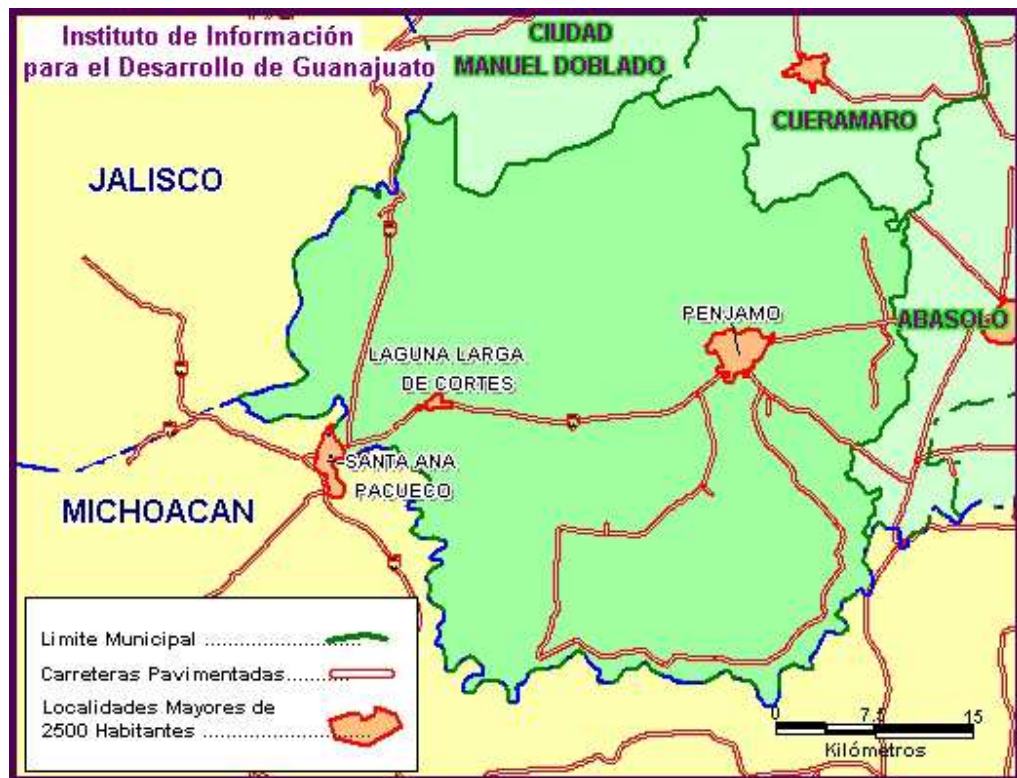 Instituto de Información
para el Desarrollo de Guanajuato
CIUDAD
MANUEL DOBLADO
CUERAMARO
JALISCO
PENJAMO
ABASOLO
LAGUNA LARGA
DE CORTES
SANTA ANA
PACUECO
MICHOACAN
Limite Municipal ............................
Carreteras Pavimentadas...........
Localidades Mayores de
2500 Habitantes ............................
0 7.5 15
Kilómetros